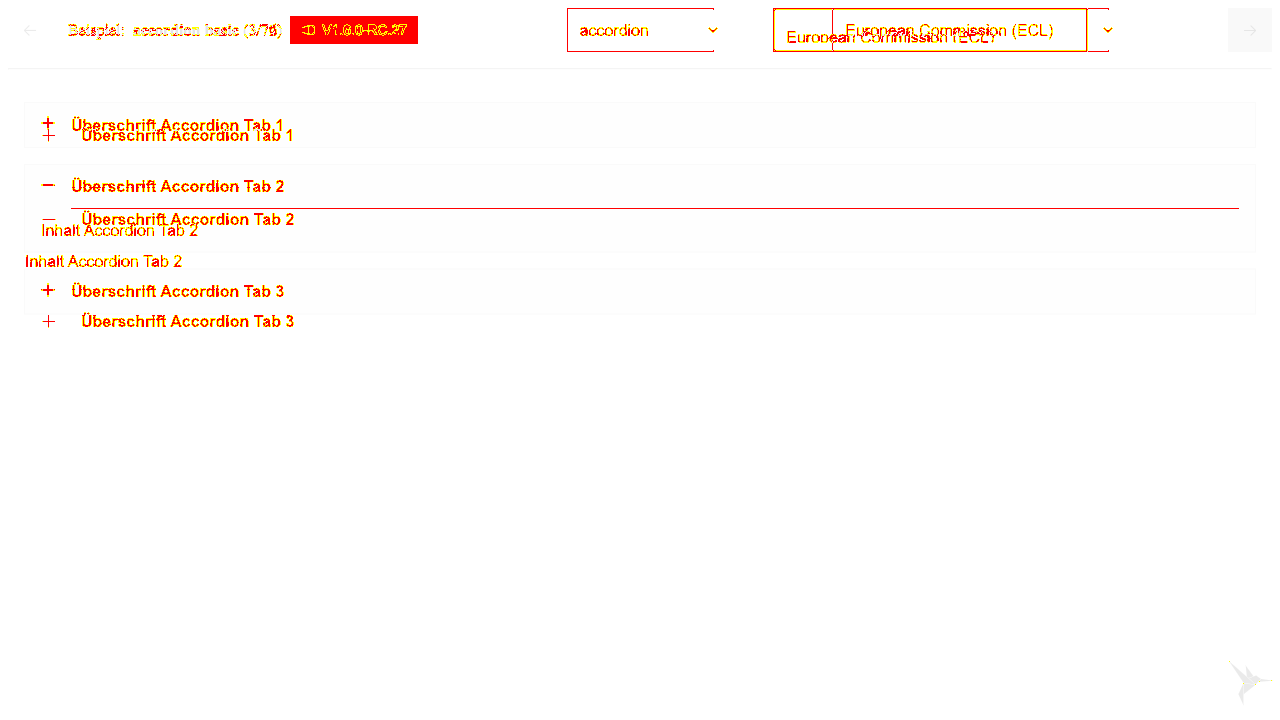 Beispiel: accordion basic (3/76) V1.6.0-RC.27 accordion European Commission (ECL)
European Commission (ECL)
Überschrift Accordion Tab 1
Überschrift Accordion Tab 1
Überschrift Accordion Tab 2
Überschrift Accordion Tab 2
Inhalt Accordion Tab 2
Inhalt Accordion Tab 2
Überschrift Accordion Tab 3
Überschrift Accordion Tab 3